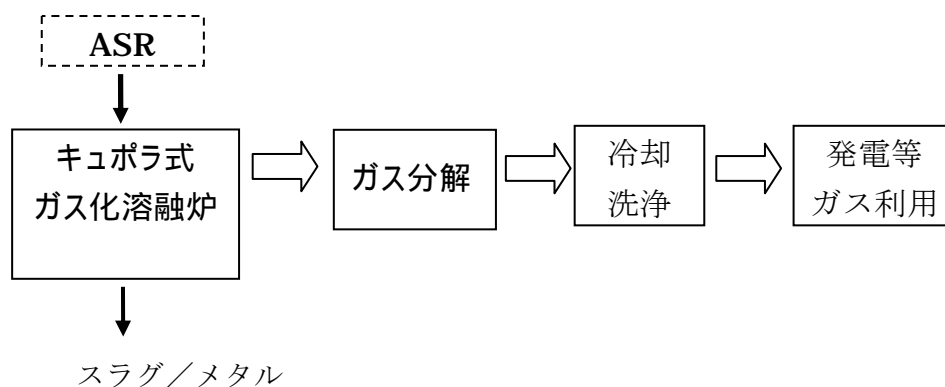 ASR
キュポラ式
ガス化溶融炉
ガス分解
冷却
洗浄
発電等
ガス利用
スラグ／メタル